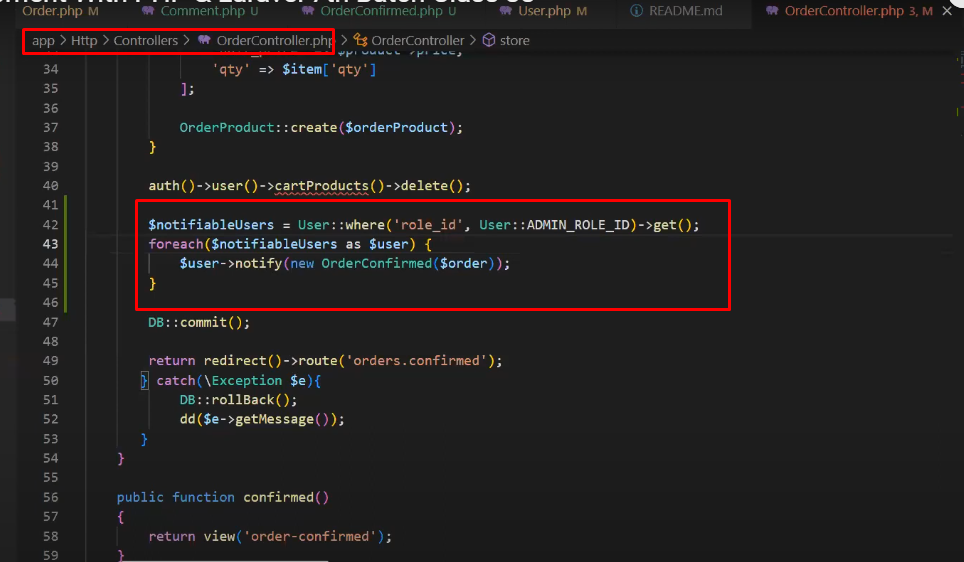 ment With PHP & Laravel
Order.php M Comment.php U OrderConfirmed.php U User.php M README.md OrderController.php 3, M
app > Http > Controllers > OrderController.php > OrderController > store
34 'qty' => $item['qty']
35 ];
36
37 OrderProduct::create($orderProduct);
38 }
39
40 auth()->user()->cartProducts()->delete();
41
42 $notifiableUsers = User::where('role_id', User::ADMIN_ROLE_ID)->get();
43 foreach($notifiableUsers as $user) {
44 $user->notify(new OrderConfirmed($order));
45 }
46
47 DB::commit();
48
49 return redirect()->route('orders.confirmed');
50 } catch(\Exception $e){
51 DB::rollBack();
52 dd($e->getMessage());
53 }
54 }
55
56 public function confirmed()
57 {
58 return view('order-confirmed');
59 }